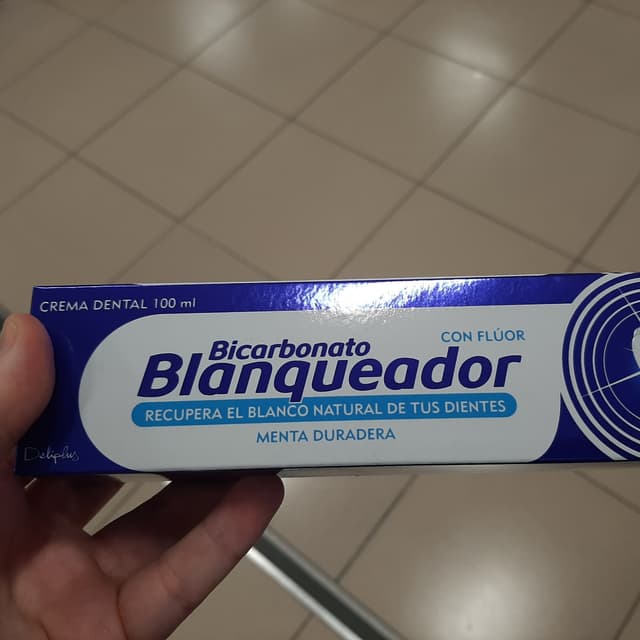 CREMA DENTAL 100 ml
CON FLÚOR
Bicarbonato
Blanqueador
RECUPERA EL BLANCO NATURAL DE TUS DIENTES
MENTA DURADERA
Deliplus